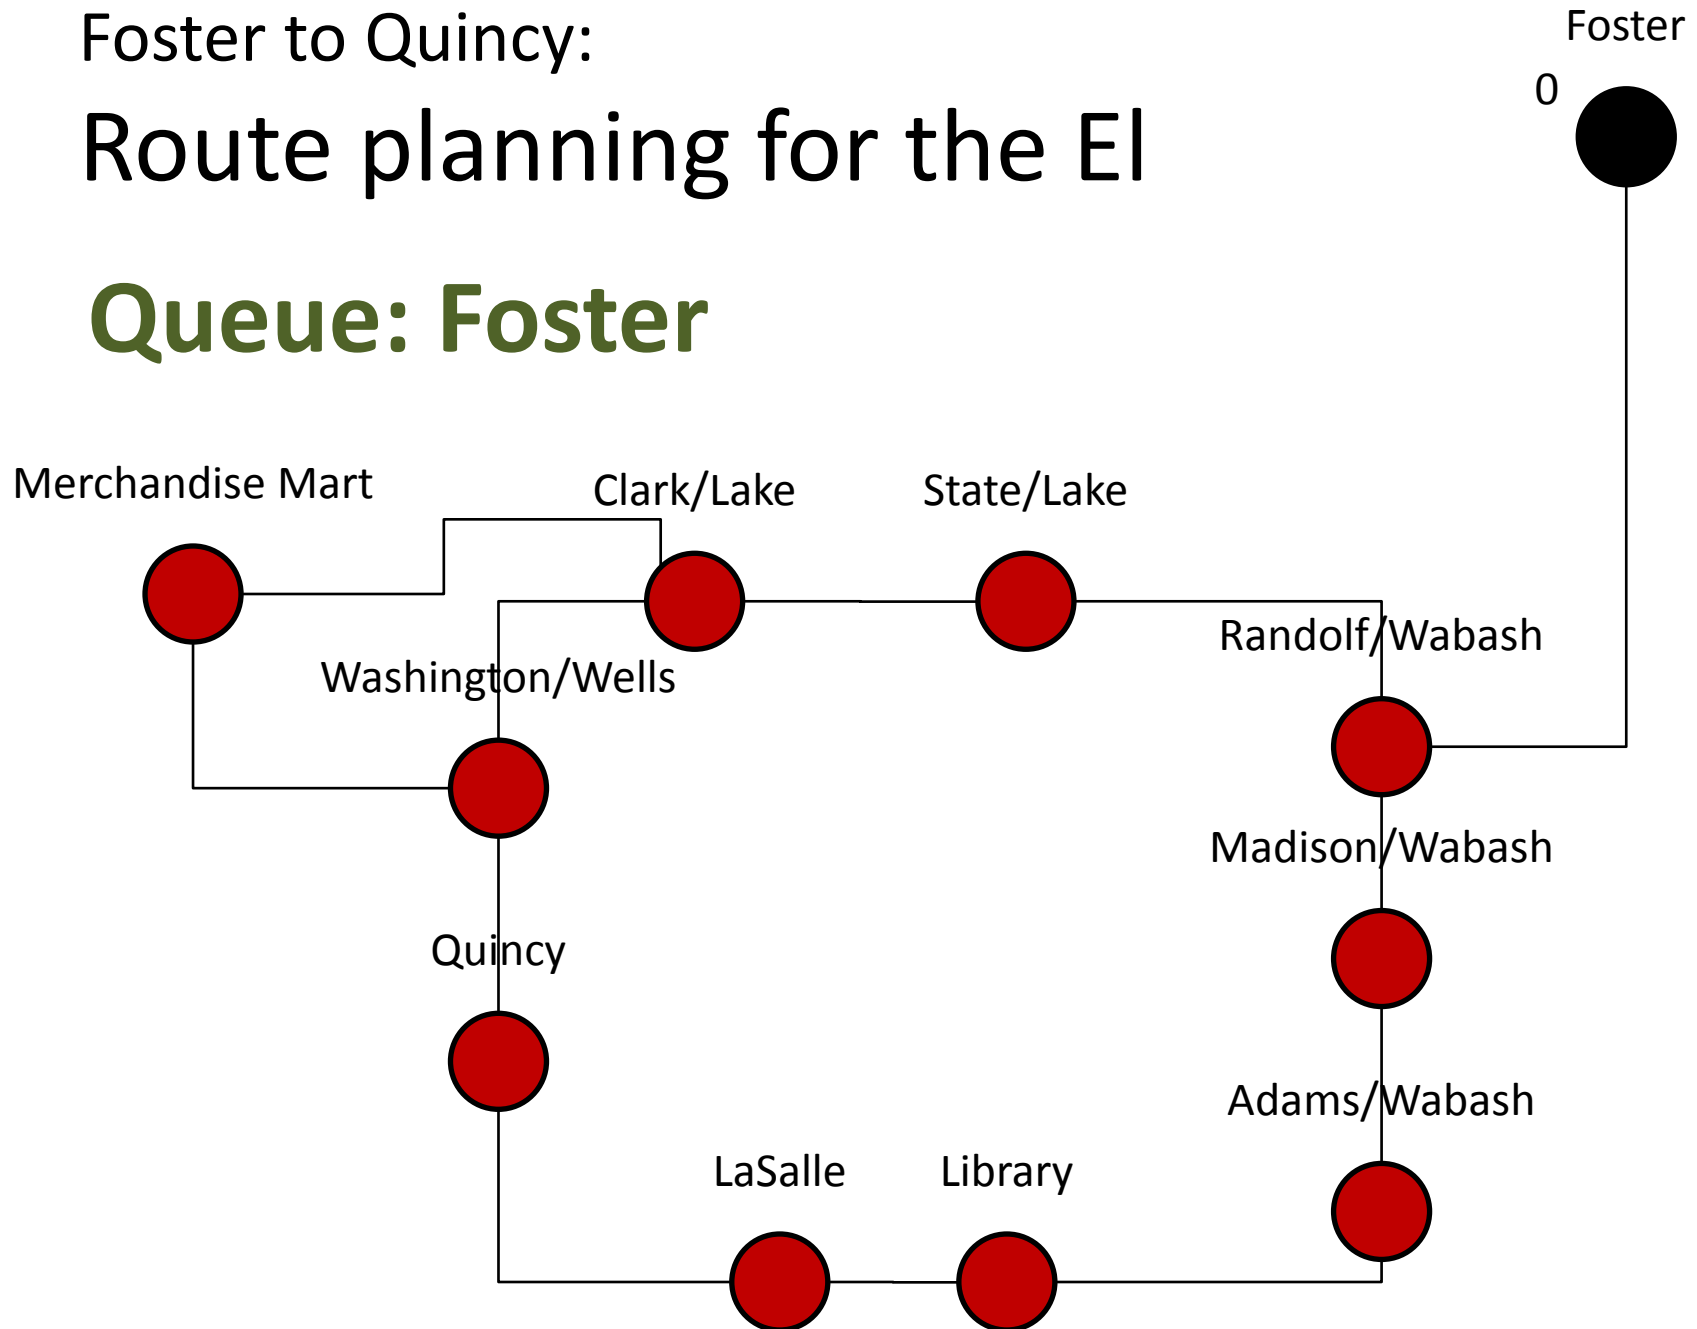 Foster to Quincy:
Route planning for the El
Foster
0
Queue: Foster
Merchandise Mart
Clark/Lake
State/Lake
Randolf/Wabash
Washington/Wells
Madison/Wabash
Quincy
Adams/Wabash
LaSalle
Library